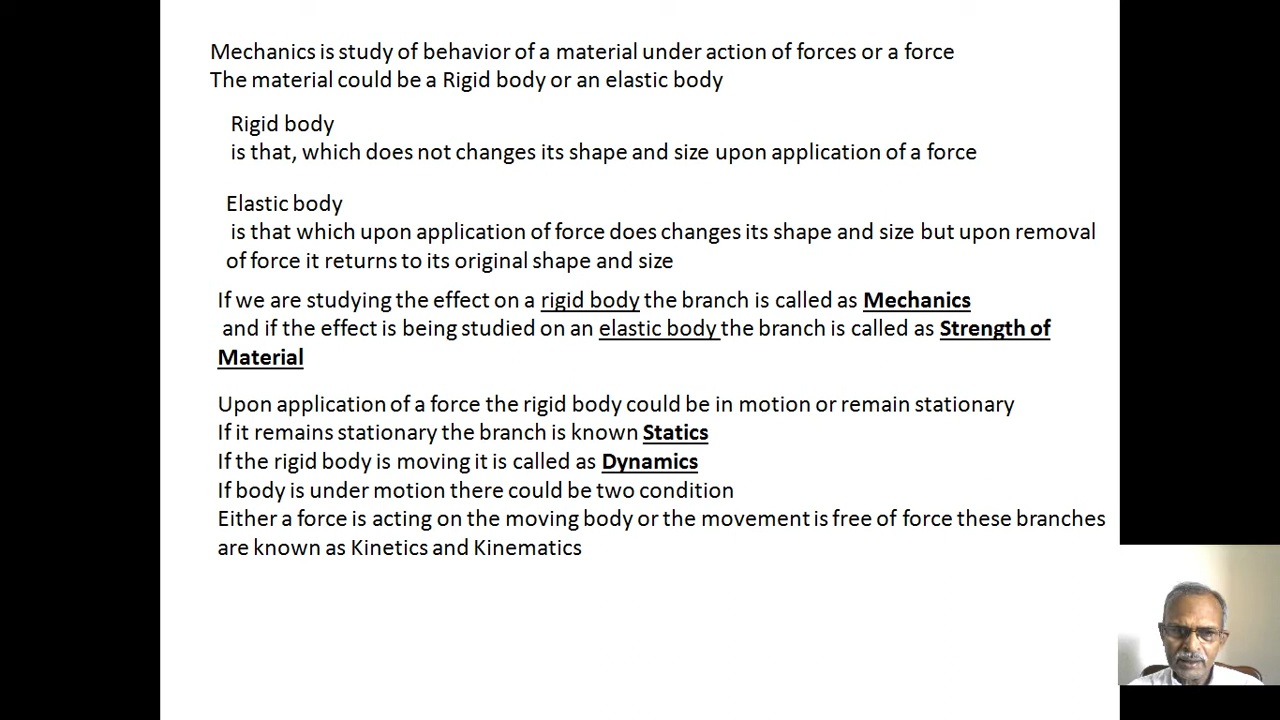 Mechanics is study of behavior of a material under action of forces or a force
The material could be a Rigid body or an elastic body
Rigid body
is that, which does not changes its shape and size upon application of a force
Elastic body
is that which upon application of force does changes its shape and size but upon removal
of force it returns to its original shape and size
If we are studying the effect on a rigid body the branch is called as Mechanics
and if the effect is being studied on an elastic body the branch is called as Strength of
Material
Upon application of a force the rigid body could be in motion or remain stationary
If it remains stationary the branch is known Statics
If the rigid body is moving it is called as Dynamics
If body is under motion there could be two condition
Either a force is acting on the moving body or the movement is free of force these branches
are known as Kinetics and Kinematics